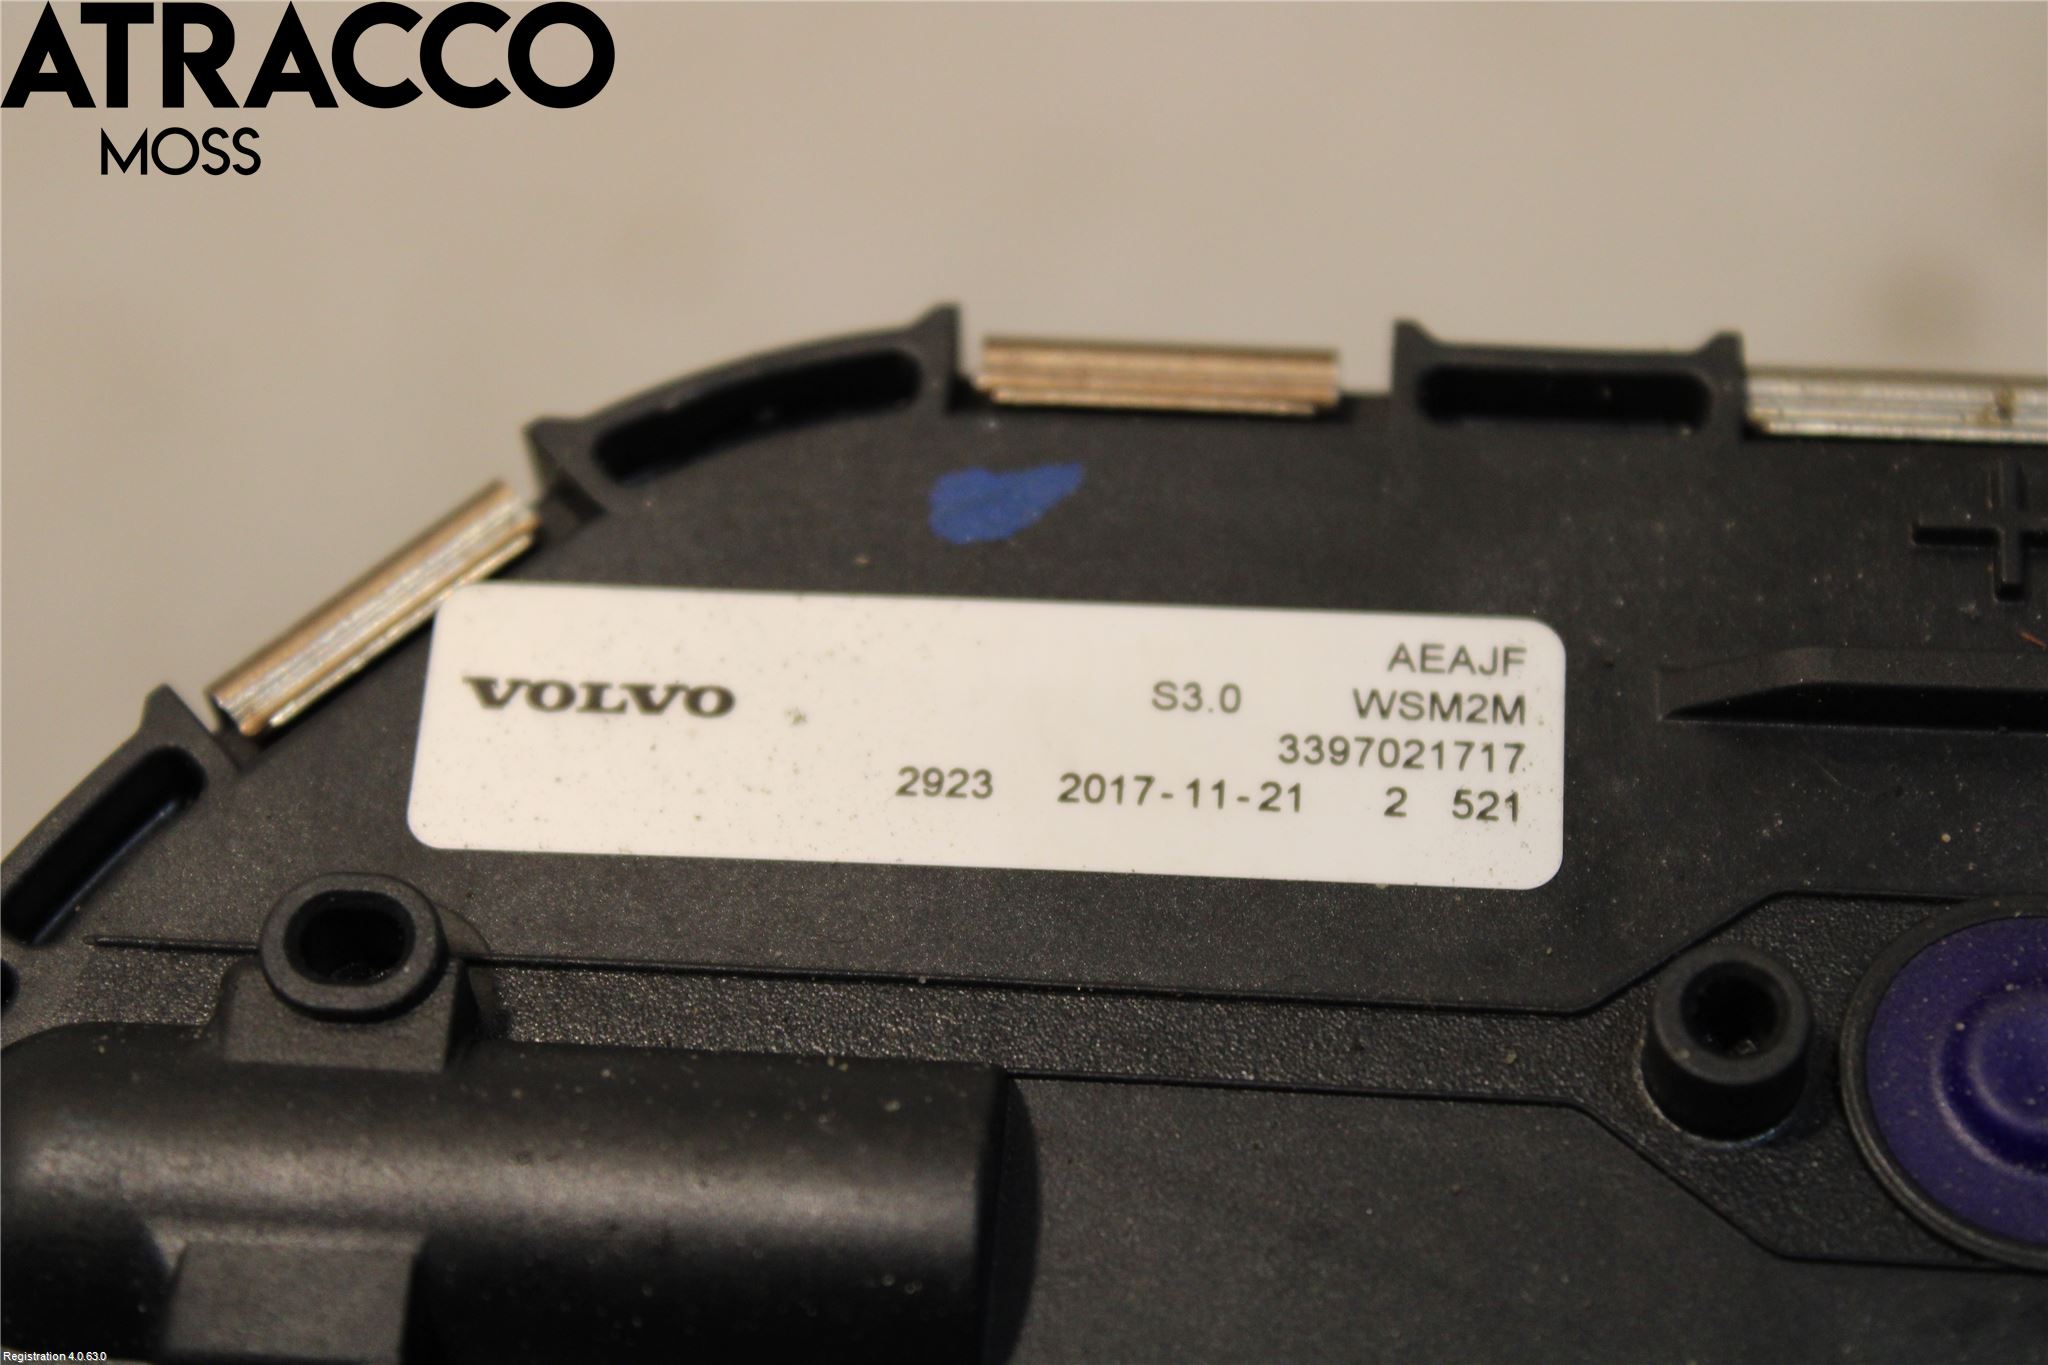 ATRACCO
MOSS
AEAJF
VOLVO S3.0 WSM2M
3397021717
2923 2017-11-21 2 521
Registration 4.0.63.0